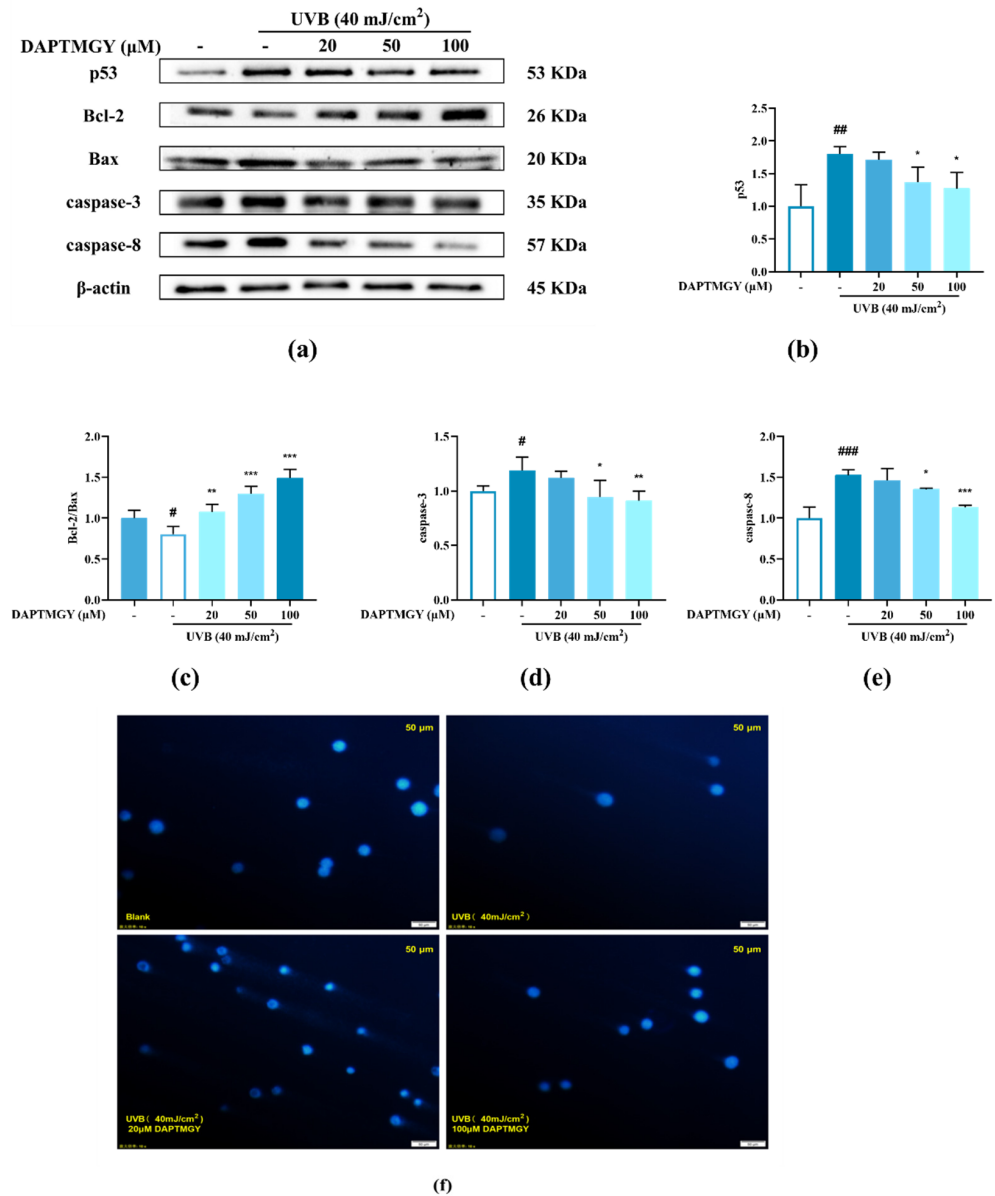 UVB (40 mJ/cm²)
DAPTMGY (μM) - - 20 50 100
p53 53 KDa
Bcl-2 26 KDa
Bax 20 KDa
caspase-3 35 KDa
caspase-8 57 KDa
β-actin 45 KDa
(a)
2.5
2.0
1.5
1.0
0.5
0.0
p53
##
*
*
DAPTMGY (μM) - - 20 50 100
UVB (40 mJ/cm²)
(b)
2.0
1.5
1.0
0.5
0.0
Bcl-2/Bax
#
**
***
***
DAPTMGY (μM) - - 20 50 100
UVB (40 mJ/cm²)
(c)
1.5
1.0
0.5
0.0
caspase-3
#
*
**
DAPTMGY (μM) - - 20 50 100
UVB (40 mJ/cm²)
(d)
2.0
1.5
1.0
0.5
0.0
caspase-8
###
*
***
DAPTMGY (μM) - - 20 50 100
UVB (40 mJ/cm²)
(e)
50 μm
Blank
50 μm
UVB( 40mJ/cm²)
50 μm
UVB( 40mJ/cm²)
20μM DAPTMGY
50 μm
UVB( 40mJ/cm²)
100μM DAPTMGY
(f)